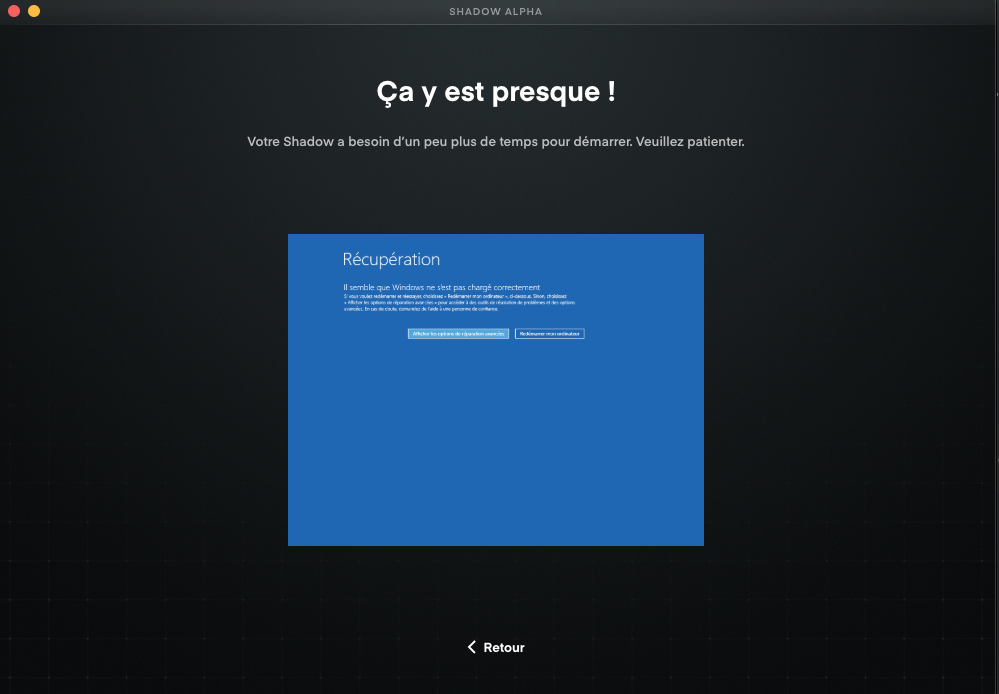 SHADOW ALPHA
Ça y est presque !
Votre Shadow a besoin d'un peu plus de temps pour démarrer. Veuillez patienter.
Récupération
Il semble que Windows ne s'est pas chargé correctement
Si vous voulez redémarrer et réessayer, choisissez « Redémarrer mon ordinateur », ci-dessous. Sinon, choisissez
« Afficher les options de réparation avancées » pour accéder à des outils de résolution de problèmes et des options
avancées. En cas de doute, demandez de l'aide à une personne de confiance.
Afficher les options de réparation avancées Redémarrer mon ordinateur
Retour